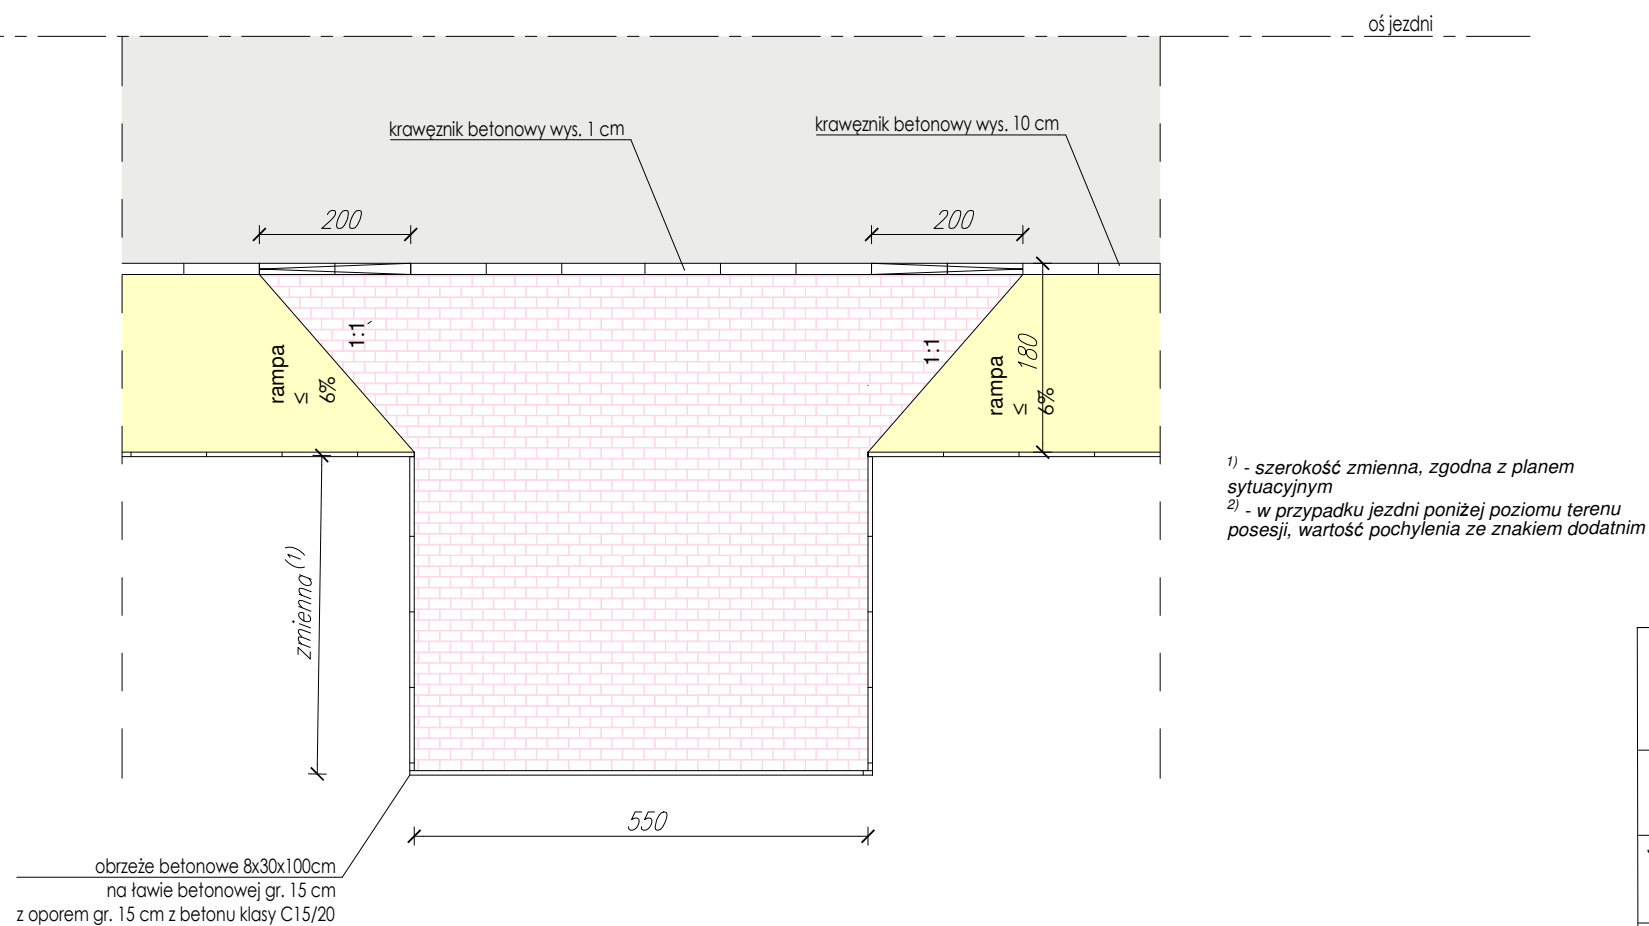 oś jezdni
krawęznik betonowy wys. 1 cm
krawęznik betonowy wys. 10 cm
200
200
1:1
1:1
rampa
≤
6%
rampa
≤
6%
180
1) - szerokość zmienna, zgodna z planem
sytuacyjnym
2) - w przypadku jezdni poniżej poziomu terenu
posesji, wartość pochylenia ze znakiem dodatnim
zmienna (1)
550
obrzeże betonowe 8x30x100cm
na ławie betonowej gr. 15 cm
z oporem gr. 15 cm z betonu klasy C15/20